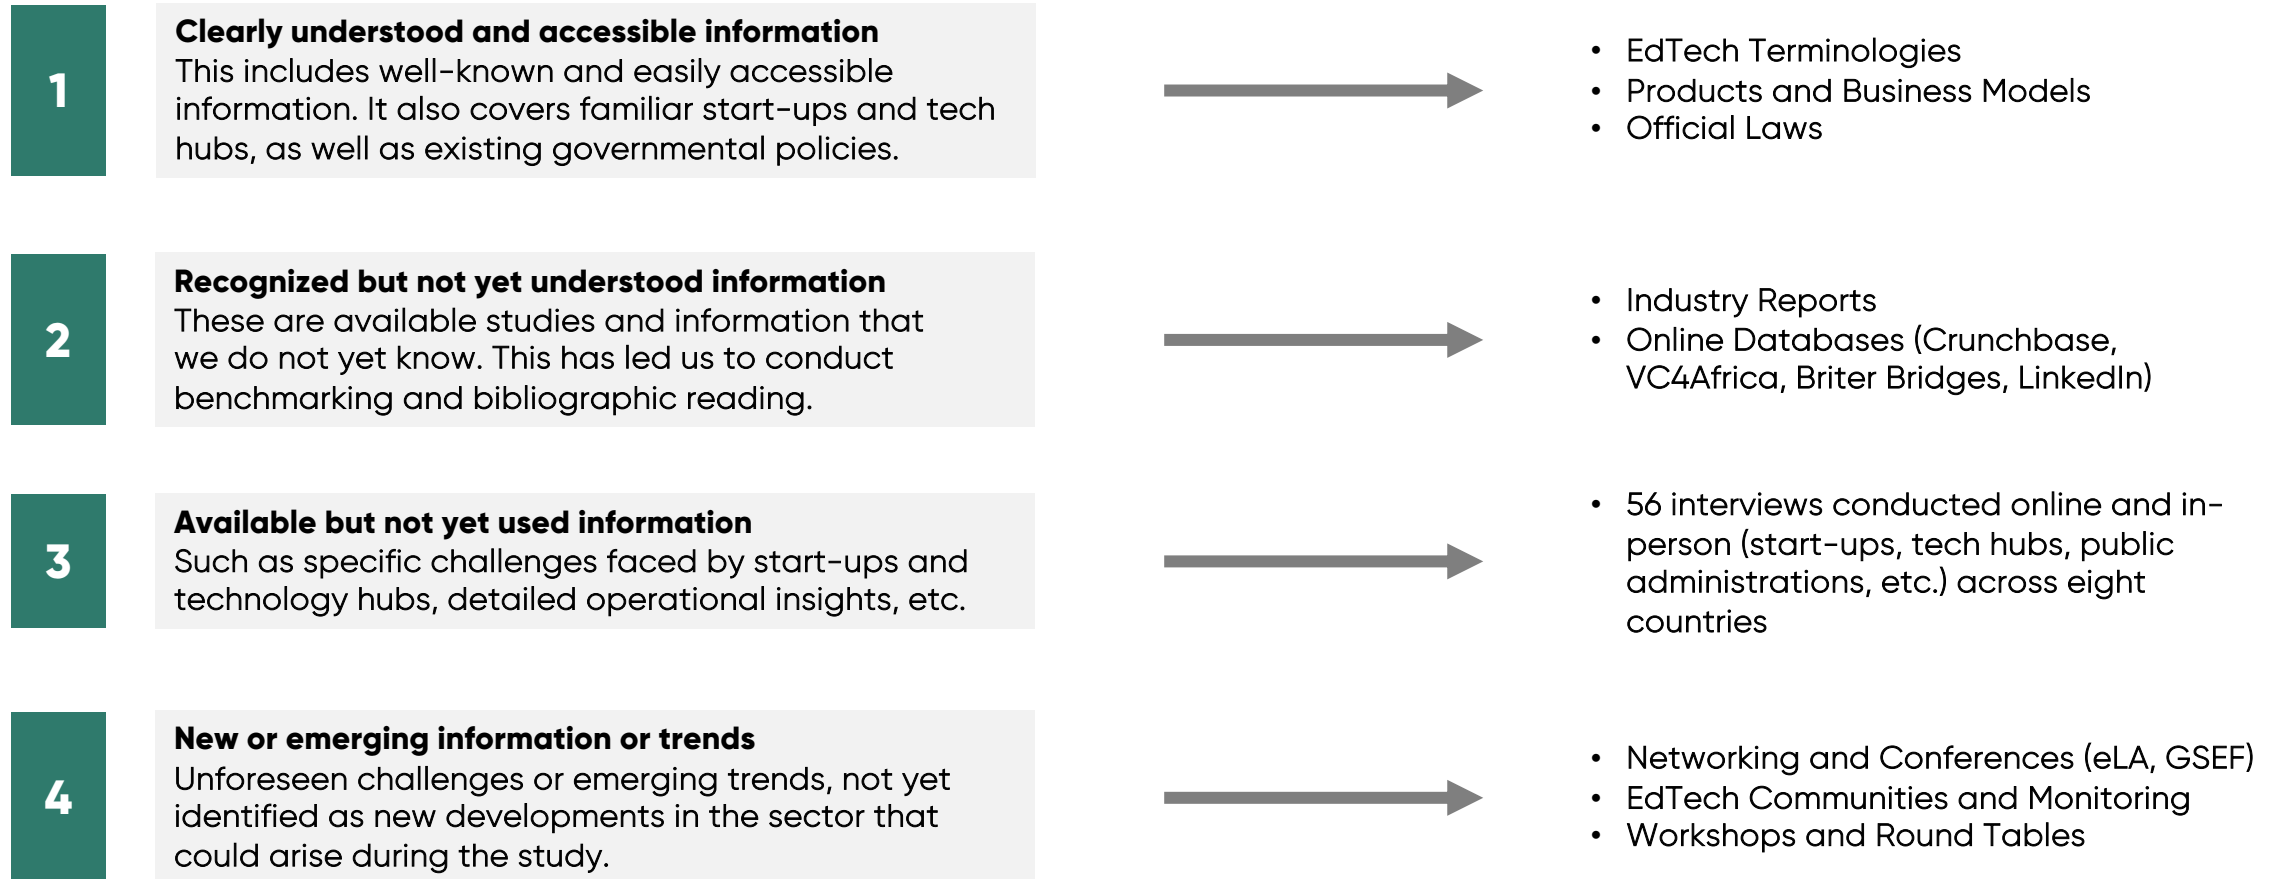 1
Clearly understood and accessible information
This includes well-known and easily accessible
information. It also covers familiar start-ups and tech
hubs, as well as existing governmental policies.
• EdTech Terminologies
• Products and Business Models
• Official Laws
2
Recognized but not yet understood information
These are available studies and information that
we do not yet know. This has led us to conduct
benchmarking and bibliographic reading.
• Industry Reports
• Online Databases (Crunchbase,
VC4Africa, Briter Bridges, LinkedIn)
3
Available but not yet used information
Such as specific challenges faced by start-ups and
technology hubs, detailed operational insights, etc.
• 56 interviews conducted online and in-
person (start-ups, tech hubs, public
administrations, etc.) across eight
countries
4
New or emerging information or trends
Unforeseen challenges or emerging trends, not yet
identified as new developments in the sector that
could arise during the study.
• Networking and Conferences (eLA, GSEF)
• EdTech Communities and Monitoring
• Workshops and Round Tables